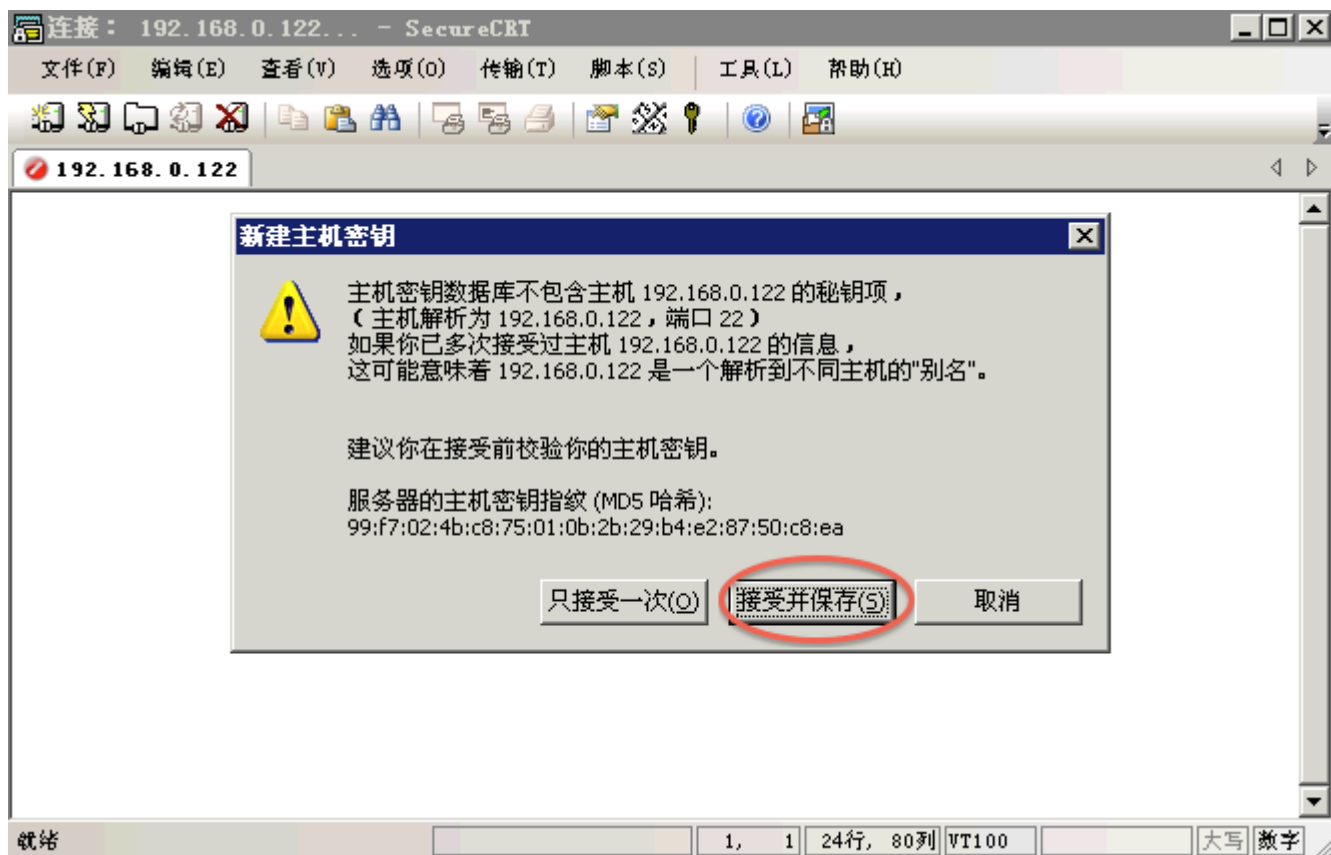 连接： 192.168.0.122... - SecureCRT
文件(F) 编辑(E) 查看(V) 选项(O) 传输(T) 脚本(S) 工具(L) 帮助(H)
192.168.0.122
新建主机密钥
主机密钥数据库不包含主机 192.168.0.122 的秘钥项，
（ 主机解析为 192.168.0.122，端口 22 ）
如果你已多次接受过主机 192.168.0.122 的信息，
这可能意味着 192.168.0.122 是一个解析到不同主机的"别名"。
建议你在接受前校验你的主机密钥。
服务器的主机密钥指纹 (MD5 哈希):
99:f7:02:4b:c8:75:01:0b:2b:29:b4:e2:87:50:c8:ea
只接受一次(O) 接受并保存(S) 取消
就绪 1, 1 24行, 80列 VT100 大写 数字